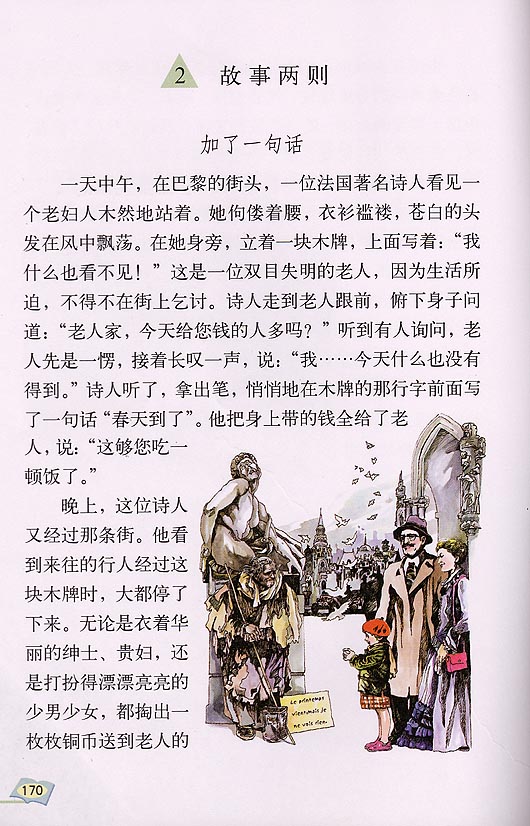 2 故事两则
加了一句话
一天中午，在巴黎的街头，一位法国著名诗人看见一
个老妇人木然地站着。她佝偻着腰，衣衫褴褛，苍白的头
发在风中飘荡。在她身旁，立着一块木牌，上面写着：“我
什么也看不见！”这是一位双目失明的老人，因为生活所
迫，不得不在街上乞讨。诗人走到老人跟前，俯下身子问
道：“老人家，今天给您钱的人多吗？”听到有人询问，老
人先是一愣，接着长叹一声，说：“我……今天什么也没有
得到。”诗人听了，拿出笔，悄悄地在木牌的那行字前面写
了一句话“春天到了”。他把身上带的钱全给了老
人，说：“这够您吃一
顿饭了。”
晚上，这位诗人
又经过那条街。他看
到来往的行人经过这
块木牌时，大都停了
下来。无论是衣着华
丽的绅士、贵妇，还
是打扮得漂漂亮亮的
少男少女，都掏出一
枚枚铜币送到老人的
Le printemps
vient,mais je
ne vois rien.
170